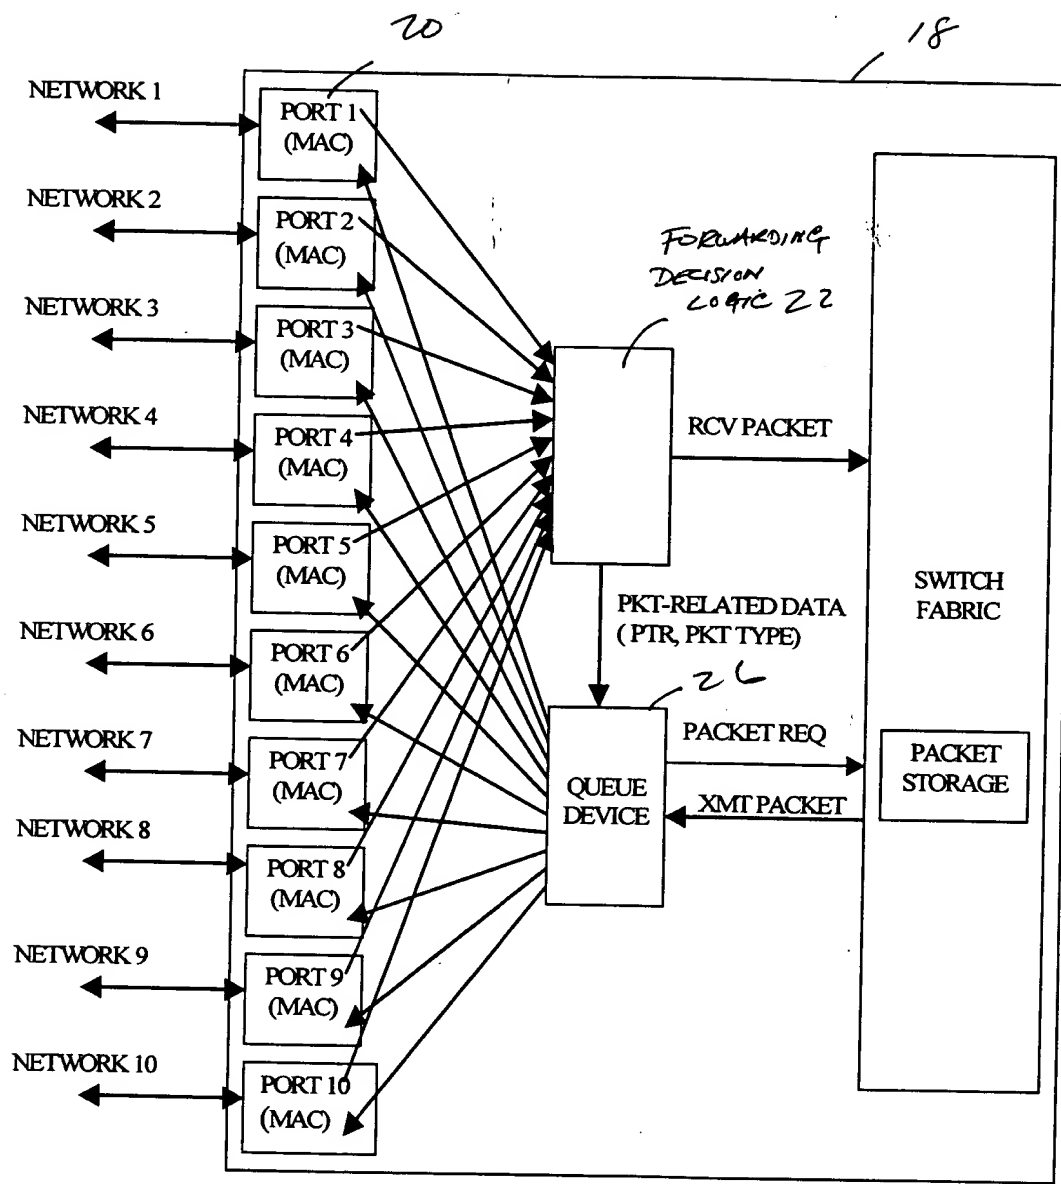 20
18
NETWORK 1
PORT 1
(MAC)
NETWORK 2
PORT 2
(MAC)
FORWARDING
DECISION
LOGIC 22
NETWORK 3
PORT 3
(MAC)
NETWORK 4
PORT 4
(MAC)
RCV PACKET
NETWORK 5
PORT 5
(MAC)
SWITCH
FABRIC
PKT-RELATED DATA
( PTR, PKT TYPE)
NETWORK 6
PORT 6
(MAC)
26
NETWORK 7
PORT 7
(MAC)
PACKET REQ
QUEUE
DEVICE
PACKET
STORAGE
XMT PACKET
NETWORK 8
PORT 8
(MAC)
NETWORK 9
PORT 9
(MAC)
NETWORK 10
PORT 10
(MAC)